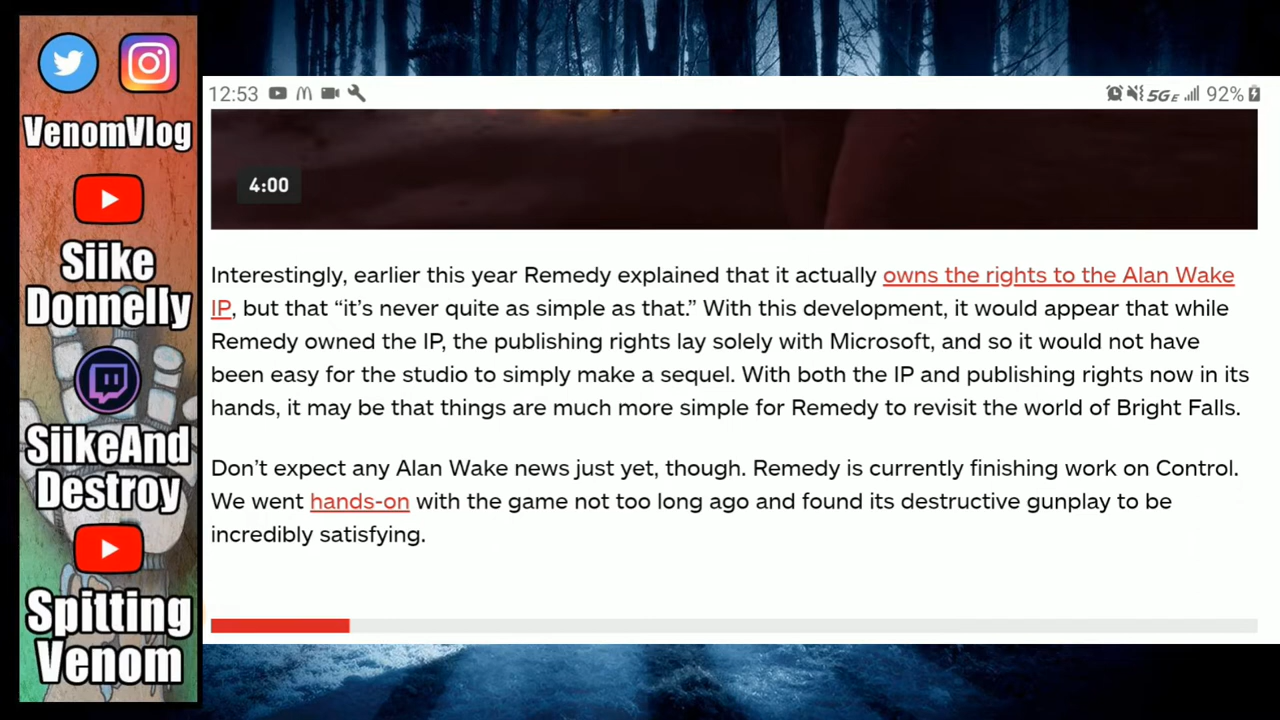 VenomVlog
Siike
Donnelly
SiikeAnd
Destroy
Spitting
Venom
12:53
5GE
92%
4:00
Interestingly, earlier this year Remedy explained that it actually owns the rights to the Alan Wake
IP, but that “it’s never quite as simple as that.” With this development, it would appear that while
Remedy owned the IP, the publishing rights lay solely with Microsoft, and so it would not have
been easy for the studio to simply make a sequel. With both the IP and publishing rights now in its
hands, it may be that things are much more simple for Remedy to revisit the world of Bright Falls.
Don’t expect any Alan Wake news just yet, though. Remedy is currently finishing work on Control.
We went hands-on with the game not too long ago and found its destructive gunplay to be
incredibly satisfying.